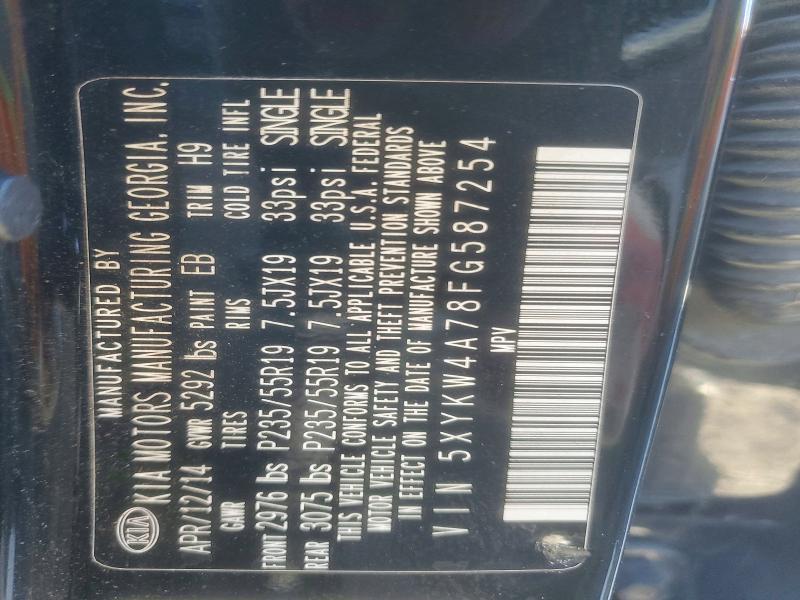 MANUFACTURED BY
KIA KIA MOTORS MANUFACTURING GEORGIA, INC.
APR/12/14 GVWR 5292 lbs PAINT EB TRIM H9
GAWR TIRES RIMS COLD TIRE INFL
FRONT 2976 lbs P235/55R19 7.5JX19 33psi SINGLE
REAR 3075 lbs P235/55R19 7.5JX19 33psi SINGLE
THIS VEHICLE CONFORMS TO ALL APPLICABLE U.S.A. FEDERAL
MOTOR VEHICLE SAFETY AND THEFT PREVENTION STANDARDS
IN EFFECT ON THE DATE OF MANUFACTURE SHOWN ABOVE
VIN 5XYKW4A78FG587254
MPV